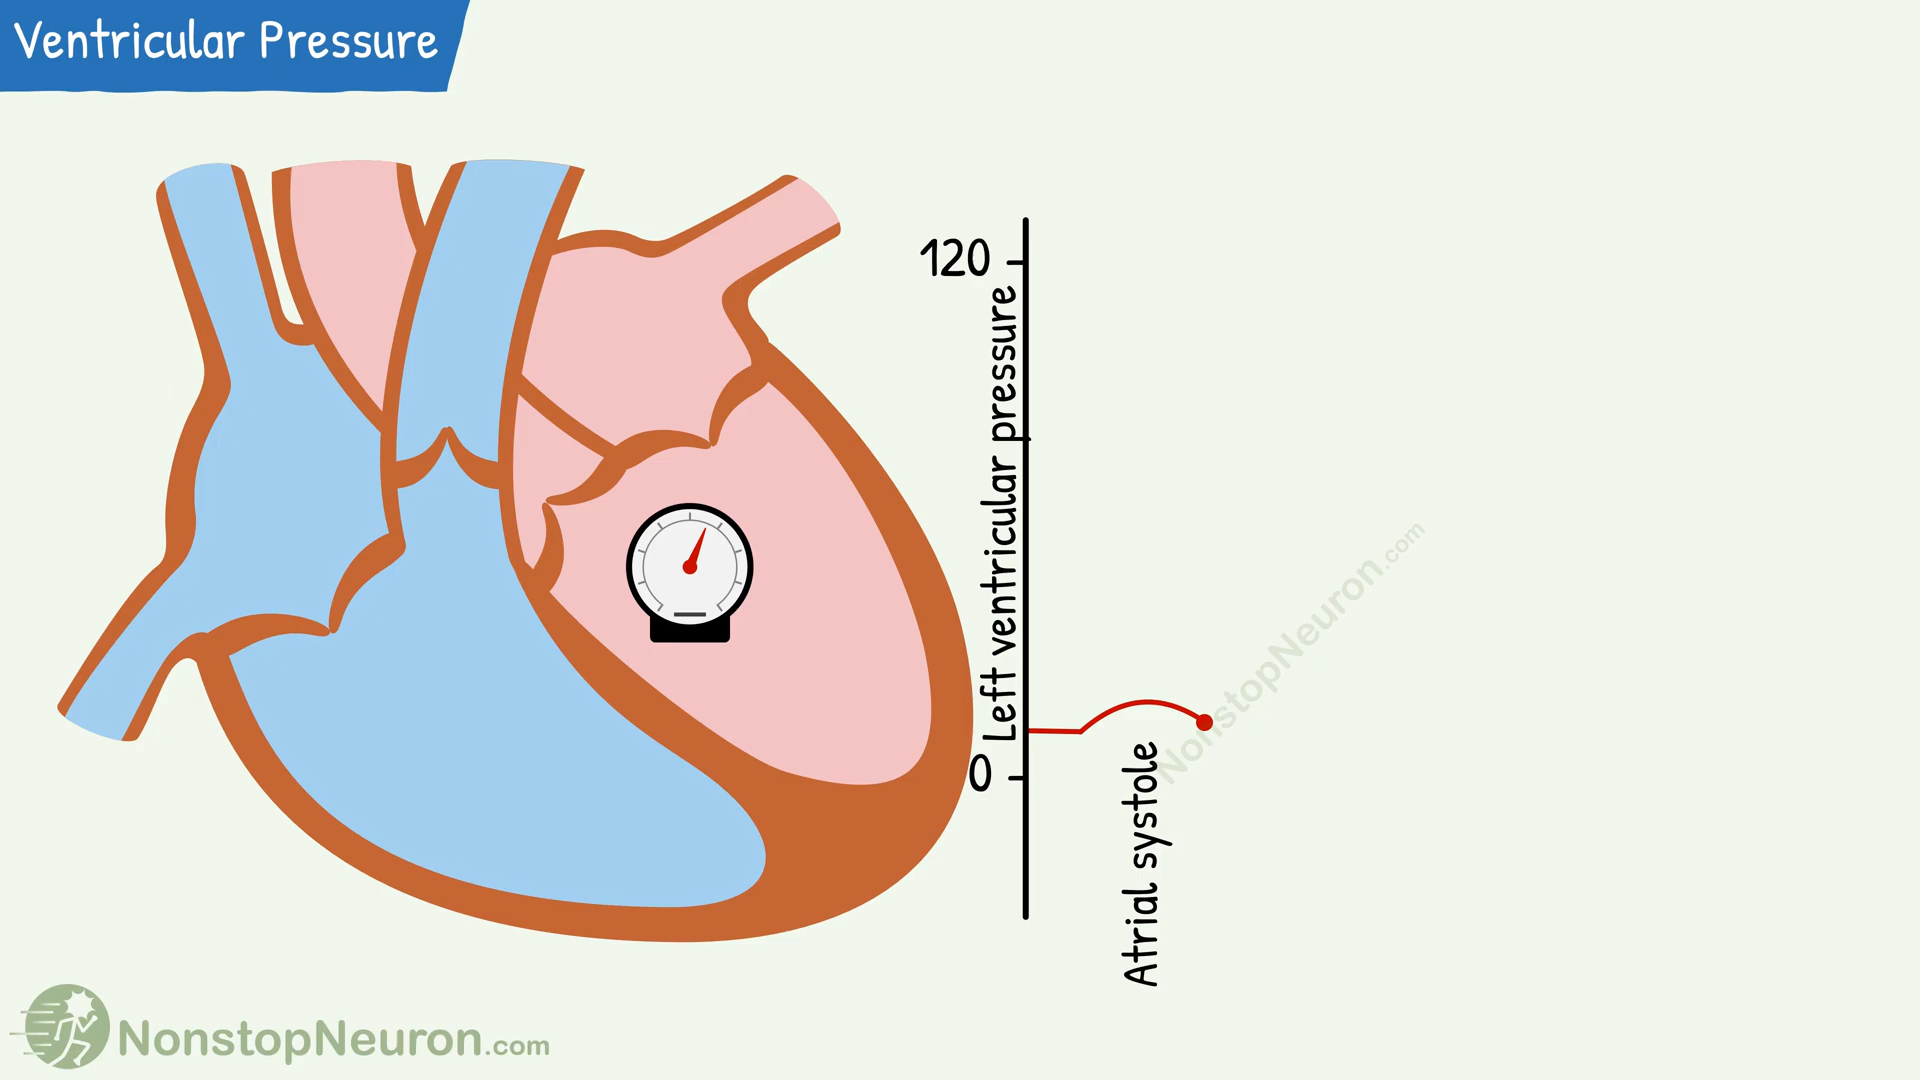 Ventricular Pressure
120
Left ventricular pressure
0
Atrial systole
NonstopNeuron.com
NonstopNeuron.com